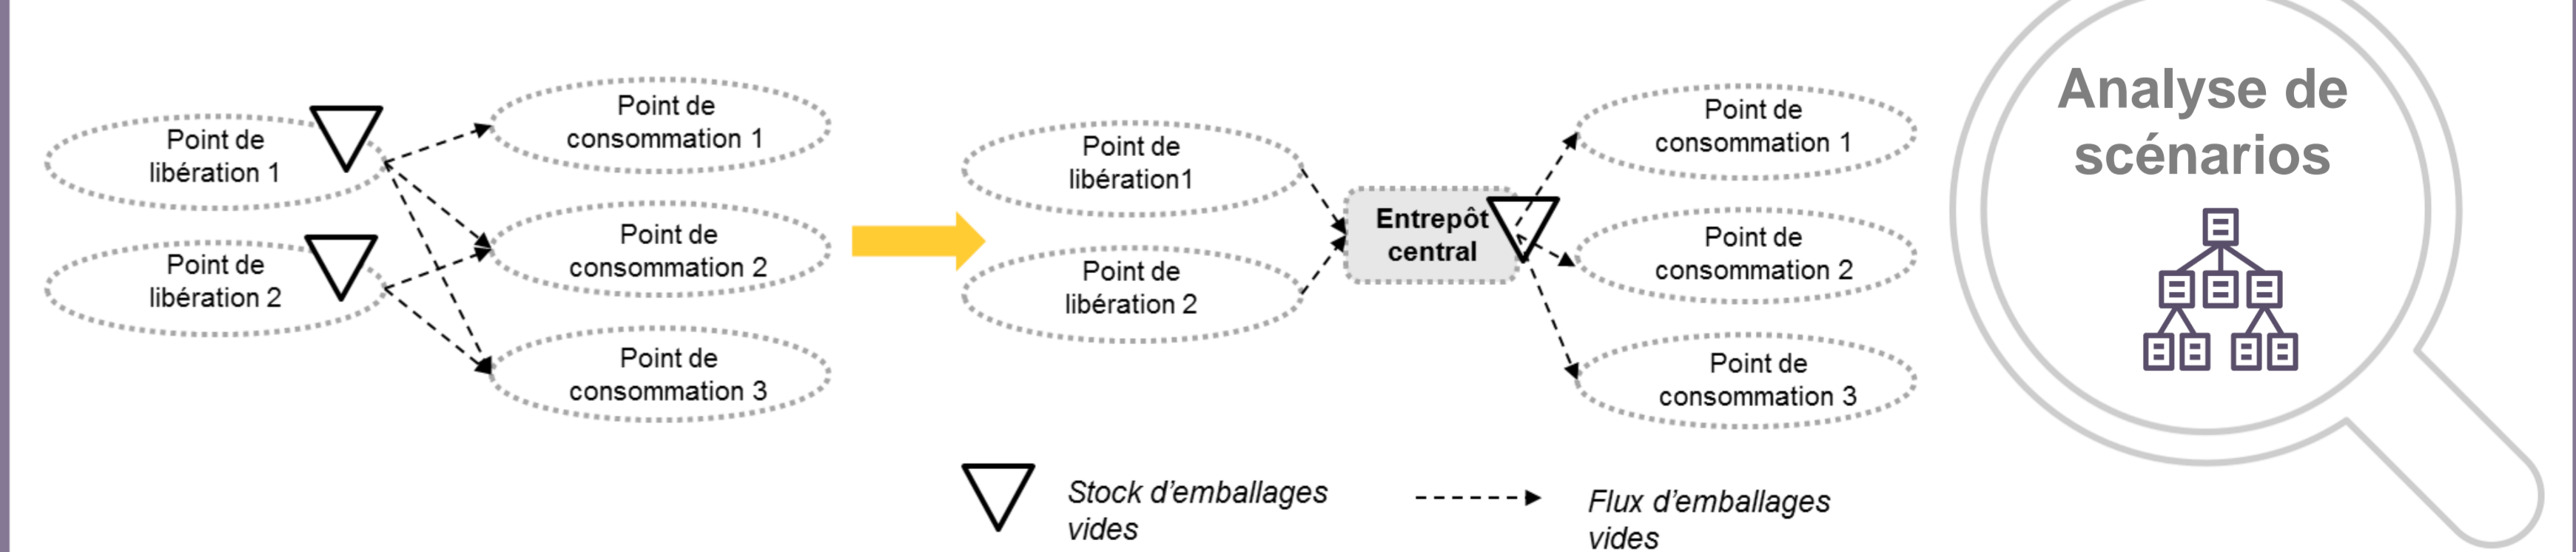 Point de
libération 1
Point de
libération 2
Point de
consommation 1
Point de
consommation 2
Point de
consommation 3
Point de
libération1
Point de
libération 2
Entrepôt
central
Point de
consommation 1
Point de
consommation 2
Point de
consommation 3
Stock d’emballages
vides
Flux d’emballages
vides
Analyse de
scénarios